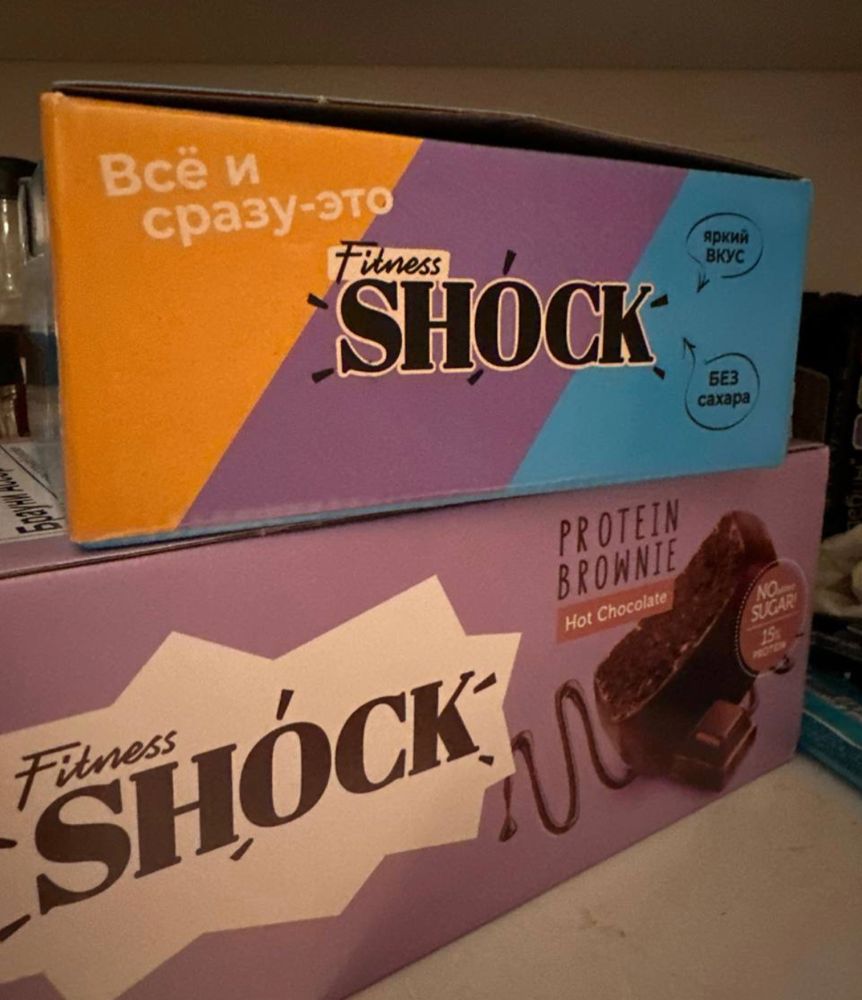 Всё и
сразу-это
Fitness
SHOCK
яркий
ВКУС
БЕЗ
сахара
PROTEIN
BROWNIE
Hot Chocolate
NO
SUGAR!
15%
PROTEIN
Fitness
SHOCK